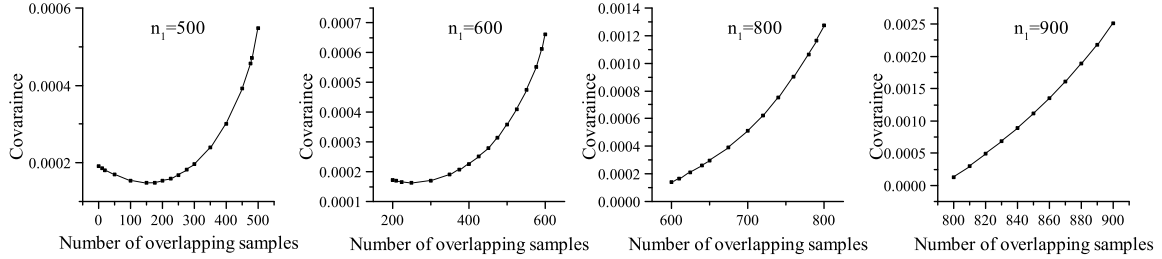 n1=500
0.0006
0.0004
0.0002
0 100 200 300 400 500
Covaraince
Number of overlapping samples
n1=600
0.0007
0.0006
0.0005
0.0004
0.0003
0.0002
0.0001
200 400 600
Covaraince
Number of overlapping samples
n1=800
0.0014
0.0012
0.0010
0.0008
0.0006
0.0004
0.0002
0.0000
600 700 800
Covaraince
Number of overlapping samples
n1=900
0.0025
0.0020
0.0015
0.0010
0.0005
0.0000
800 820 840 860 880 900
Covaraince
Number of overlapping samples